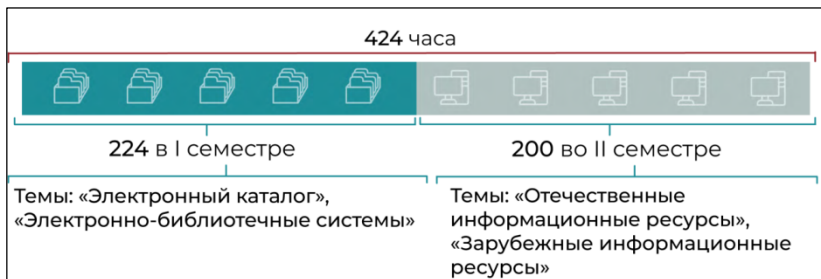 424 часа
224 в I семестре
200 во II семестре
Темы: «Электронный каталог»,
«Электронно-библиотечные системы»
Темы: «Отечественные
информационные ресурсы»,
«Зарубежные информационные
ресурсы»